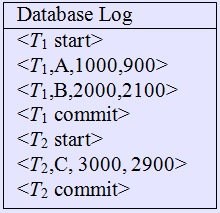 Database Log
<T₁ start>
<T₁,A,1000,900>
<T₁,B,2000,2100>
<T₁ commit>
<T₂ start>
<T₂,C, 3000, 2900>
<T₂ commit>